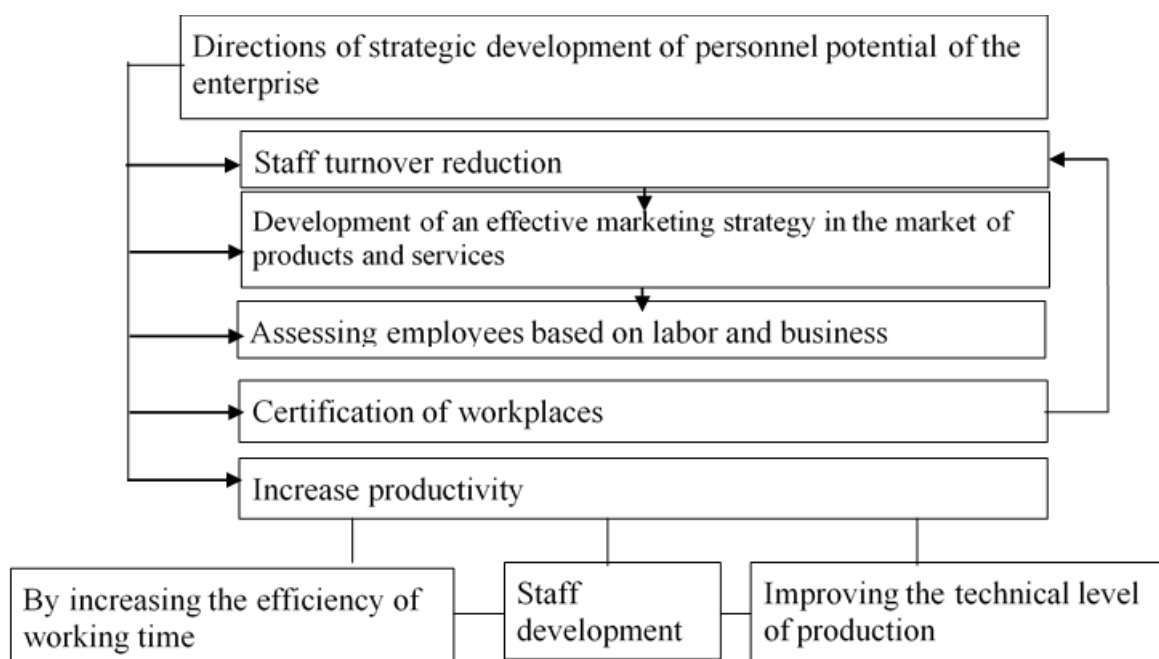 Directions of strategic development of personnel potential of the
enterprise
Staff turnover reduction
Development of an effective marketing strategy in the market of
products and services
Assessing employees based on labor and business
Certification of workplaces
Increase productivity
By increasing the efficiency of
working time
Staff
development
Improving the technical level
of production